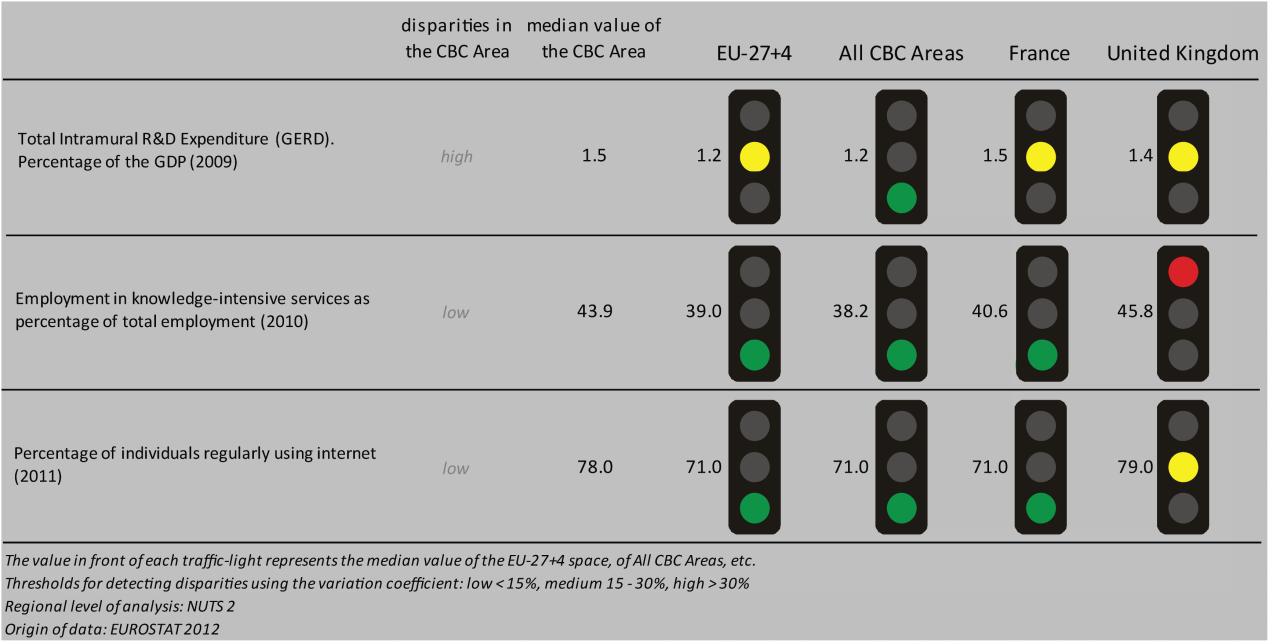 disparities in the CBC Area
median value of the CBC Area
EU-27+4
All CBC Areas
France
United Kingdom
Total Intramural R&D Expenditure (GERD).
Percentage of the GDP (2009)
high
1.5
1.2
1.2
1.5
1.4
Employment in knowledge-intensive services as
percentage of total employment (2010)
low
43.9
39.0
38.2
40.6
45.8
Percentage of individuals regularly using internet
(2011)
low
78.0
71.0
71.0
71.0
79.0
The value in front of each traffic-light represents the median value of the EU-27+4 space, of All CBC Areas, etc.
Thresholds for detecting disparities using the variation coefficient: low < 15%, medium 15 - 30%, high > 30%
Regional level of analysis: NUTS 2
Origin of data: EUROSTAT 2012